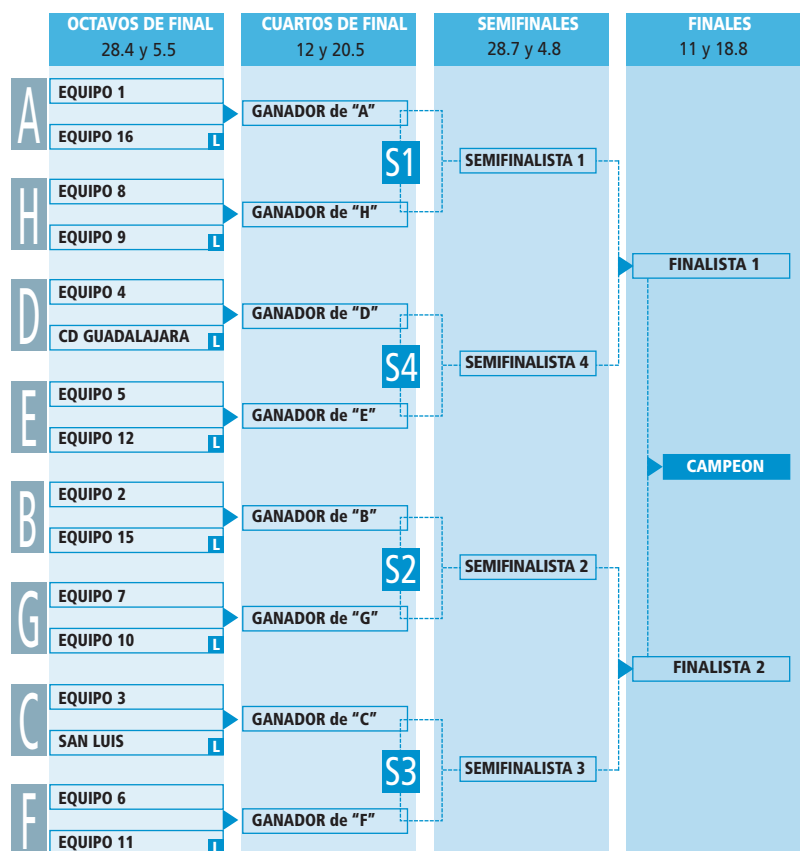 OCTAVOS DE FINAL
28.4 y 5.5
CUARTOS DE FINAL
12 y 20.5
SEMIFINALES
28.7 y 4.8
FINALES
11 y 18.8
A
EQUIPO 1
EQUIPO 16
L
GANADOR de "A"
H
EQUIPO 8
EQUIPO 9
L
GANADOR de "H"
S1
SEMIFINALISTA 1
D
EQUIPO 4
CD GUADALAJARA
L
GANADOR de "D"
E
EQUIPO 5
EQUIPO 12
L
GANADOR de "E"
S4
SEMIFINALISTA 4
FINALISTA 1
B
EQUIPO 2
EQUIPO 15
L
GANADOR de "B"
G
EQUIPO 7
EQUIPO 10
L
GANADOR de "G"
S2
SEMIFINALISTA 2
C
EQUIPO 3
SAN LUIS
L
GANADOR de "C"
F
EQUIPO 6
EQUIPO 11
L
GANADOR de "F"
S3
SEMIFINALISTA 3
FINALISTA 2
CAMPEON